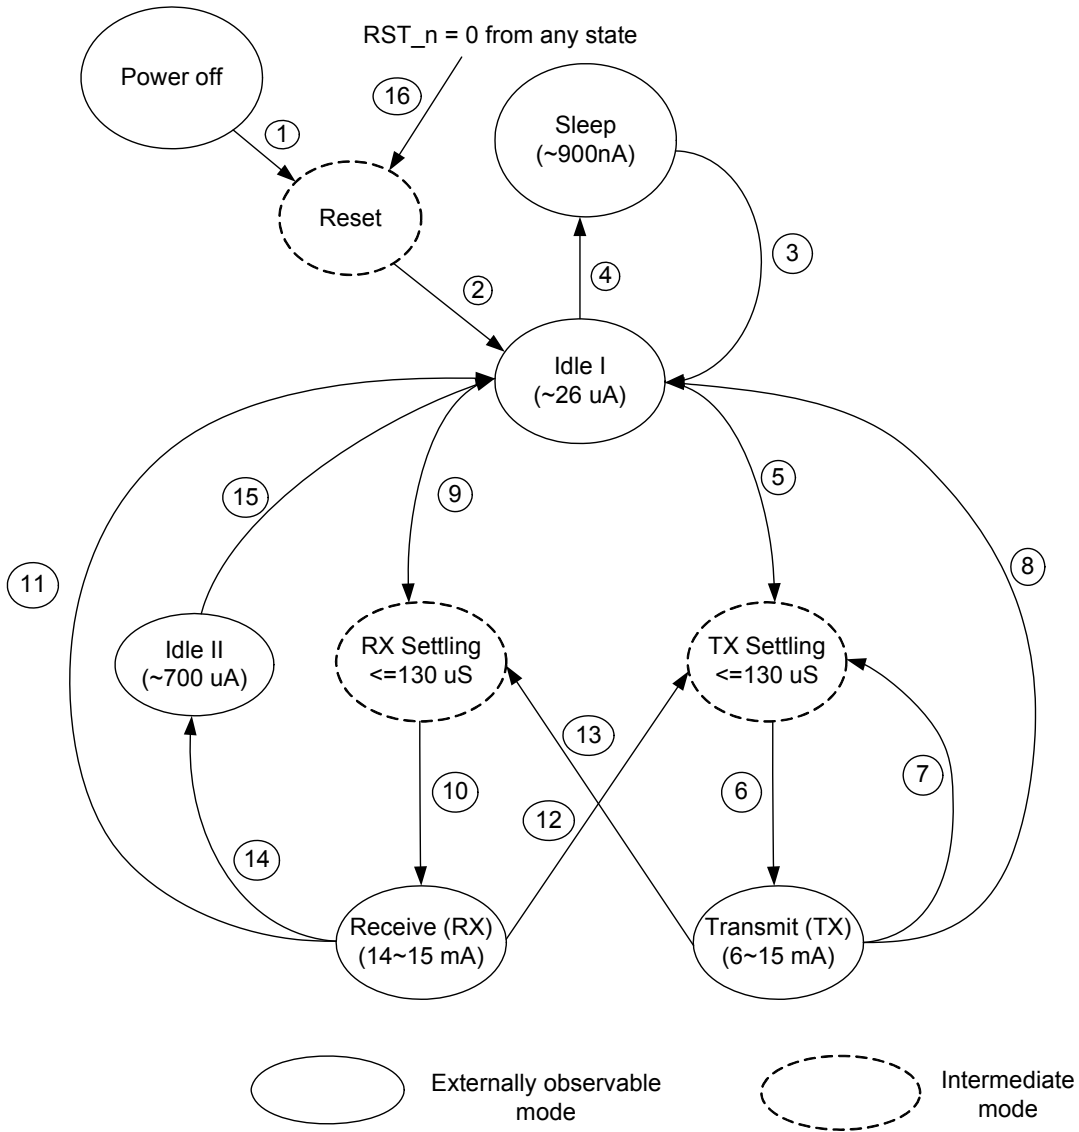 RST_n = 0 from any state
Power off
16
1
Sleep
(~900nA)
Reset
3
2
4
Idle I
(~26 uA)
15
9
5
11
8
Idle II
(~700 uA)
RX Settling
<=130 uS
TX Settling
<=130 uS
13
7
10
12
6
14
Receive (RX)
(14~15 mA)
Transmit (TX)
(6~15 mA)
Externally observable
mode
Intermediate
mode